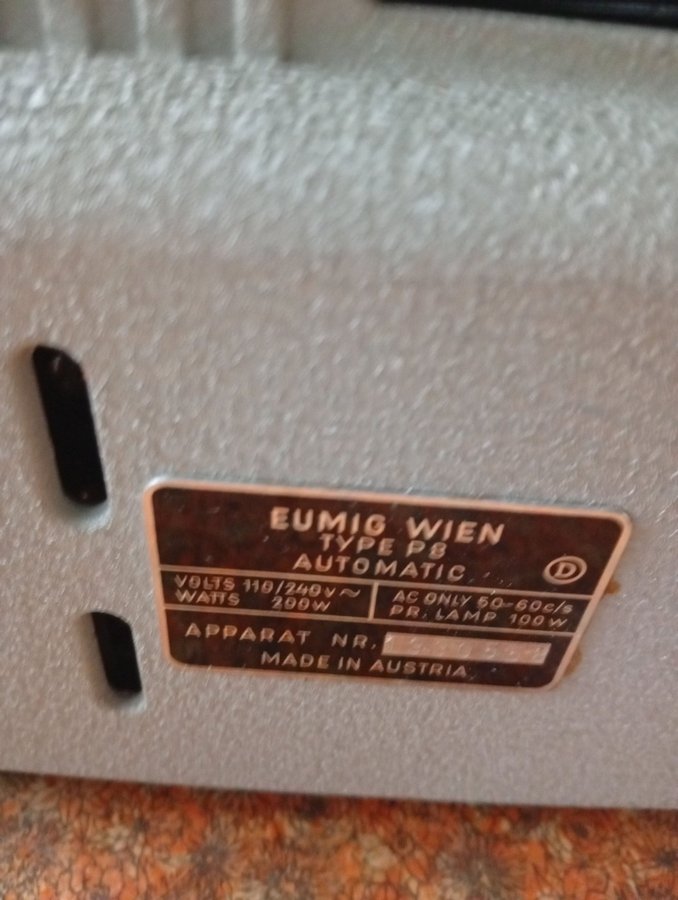 EUMIG WIEN
TYPE P8
AUTOMATIC
D
VOLTS 110/240V~
WATTS 200W
AC ONLY 50-60c/s
PR. LAMP 100W
APPARAT NR.
MADE IN AUSTRIA